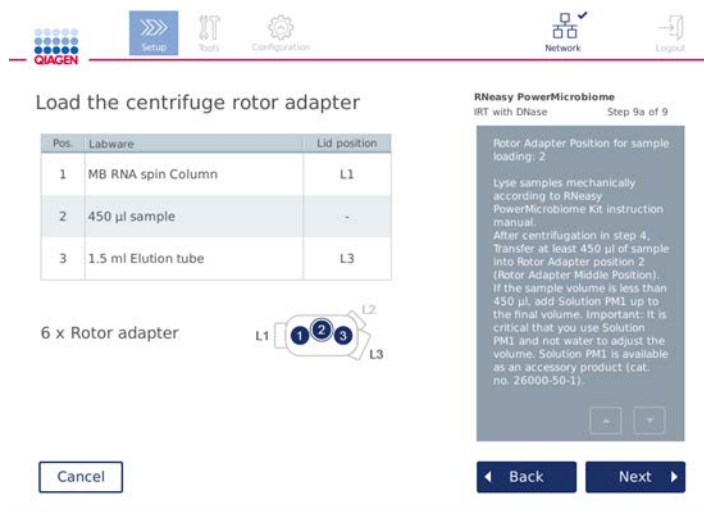 QIAGEN
Setup
Tools
Configuration
Network
Logout
Load the centrifuge rotor adapter
RNeasy PowerMicrobiome
IRT with DNase Step 9a of 9
Pos. Labware Lid position
1 MB RNA spin Column L1
2 450 µl sample -
3 1.5 ml Elution tube L3
6 x Rotor adapter
L1 1 2 3 L2 L3
Rotor Adapter Position for sample
loading: 2
Lyse samples mechanically
according to RNeasy
PowerMicrobiome Kit instruction
manual.
After centrifugation in step 4,
Transfer at least 450 µl of sample
into Rotor Adapter position 2
(Rotor Adapter Middle Position).
If the sample volume is less than
450 µl, add Solution PM1 up to
the final volume. Important: It is
critical that you use Solution
PM1 and not water to adjust the
volume. Solution PM1 is available
as an accessory product (cat.
no. 26000-50-1).
Cancel
Back
Next